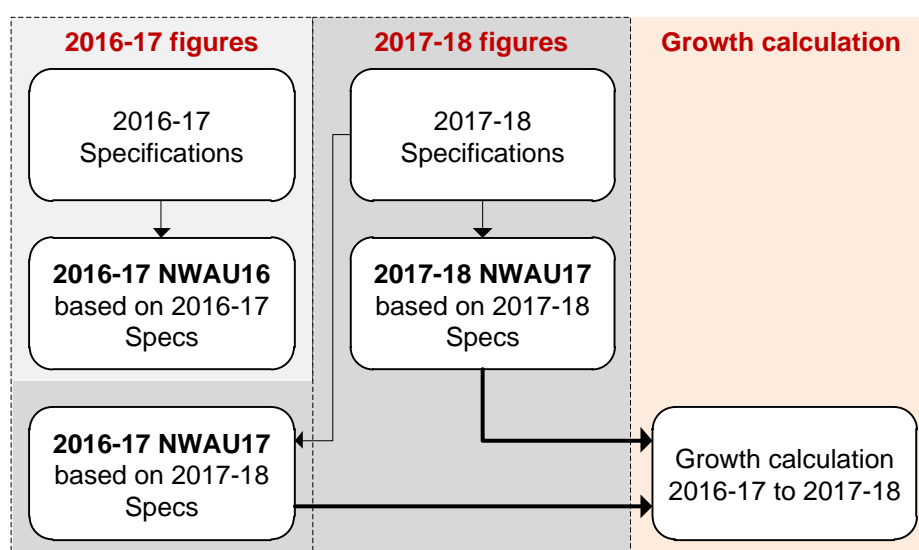 2016-17 figures
2017-18 figures
Growth calculation
2016-17
Specifications
2017-18
Specifications
2016-17 NWAU16
based on 2016-17
Specs
2017-18 NWAU17
based on 2017-18
Specs
2016-17 NWAU17
based on 2017-18
Specs
Growth calculation
2016-17 to 2017-18